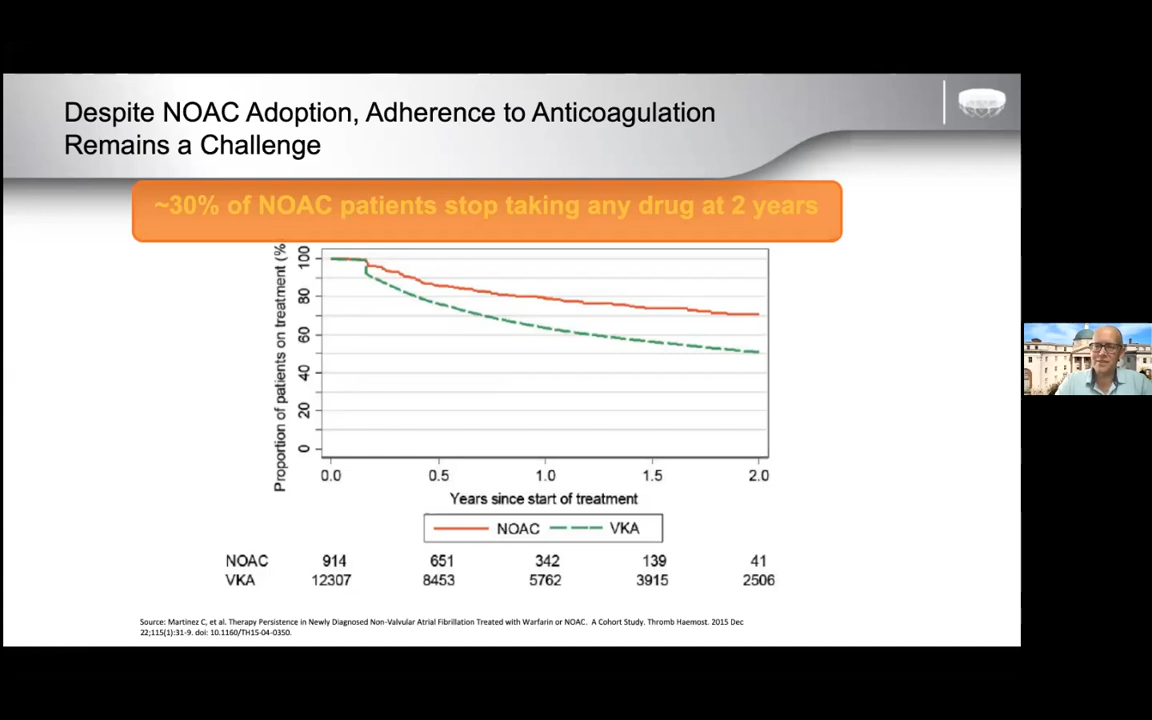 Despite NOAC Adoption, Adherence to Anticoagulation
Remains a Challenge
~30% of NOAC patients stop taking any drug at 2 years
Proportion of patients on treatment (%
100
80
60
40
20
0
0.0 0.5 1.0 1.5 2.0
Years since start of treatment
NOAC VKA
NOAC 914 651 342 139 41
VKA 12307 8453 5762 3915 2506
Source: Martinez C, et al. Therapy Persistence in Newly Diagnosed Non-Valvular Atrial Fibrillation Treated with Warfarin or NOAC. A Cohort Study. Thromb Haemost. 2015 Dec
22;115(1):31-9. doi: 10.1160/TH15-04-0350.